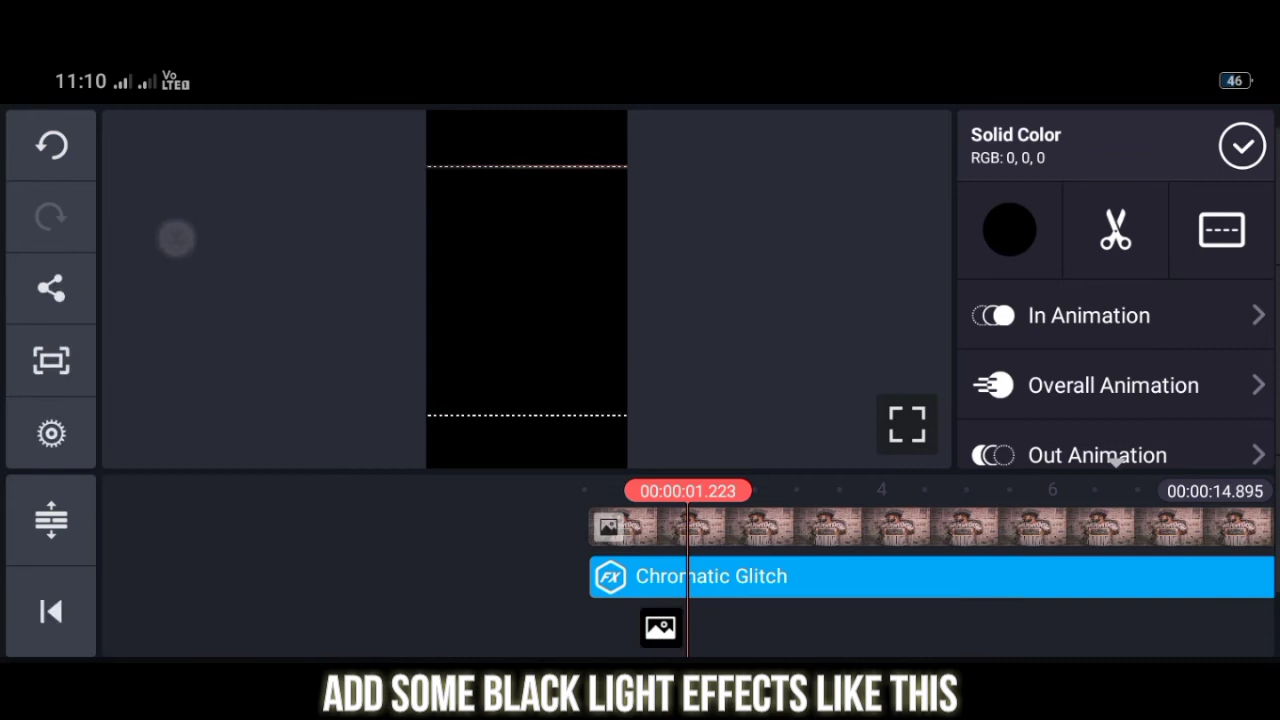 11:10
Vo
LTE
46
Solid Color
RGB: 0, 0, 0
In Animation
Overall Animation
Out Animation
00:00:01.223
4
6
00:00:14.895
FX Chromatic Glitch
ADD SOME BLACK LIGHT EFFECTS LIKE THIS